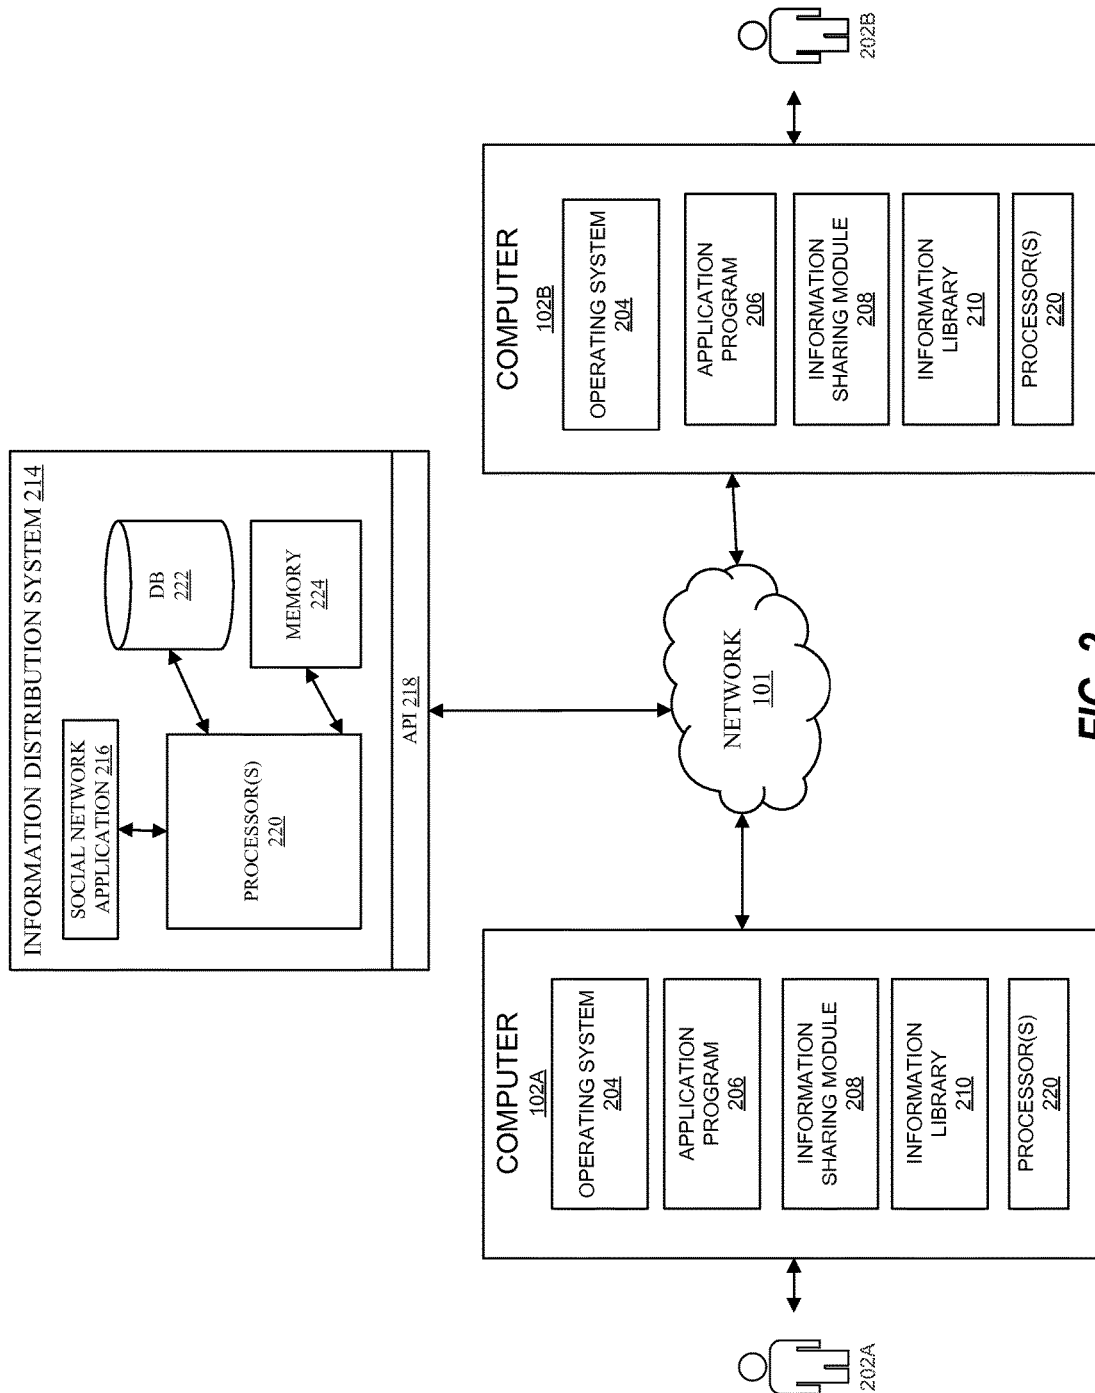 INFORMATION DISTRIBUTION SYSTEM 214
SOCIAL NETWORK
APPLICATION 216
PROCESSOR(S)
220
DB
222
MEMORY
224
API 218
NETWORK
101
COMPUTER
102A
OPERATING SYSTEM
204
APPLICATION
PROGRAM
206
INFORMATION
SHARING MODULE
208
INFORMATION
LIBRARY
210
PROCESSOR(S)
220
202A
COMPUTER
102B
OPERATING SYSTEM
204
APPLICATION
PROGRAM
206
INFORMATION
SHARING MODULE
208
INFORMATION
LIBRARY
210
PROCESSOR(S)
220
202B
FIG. 2